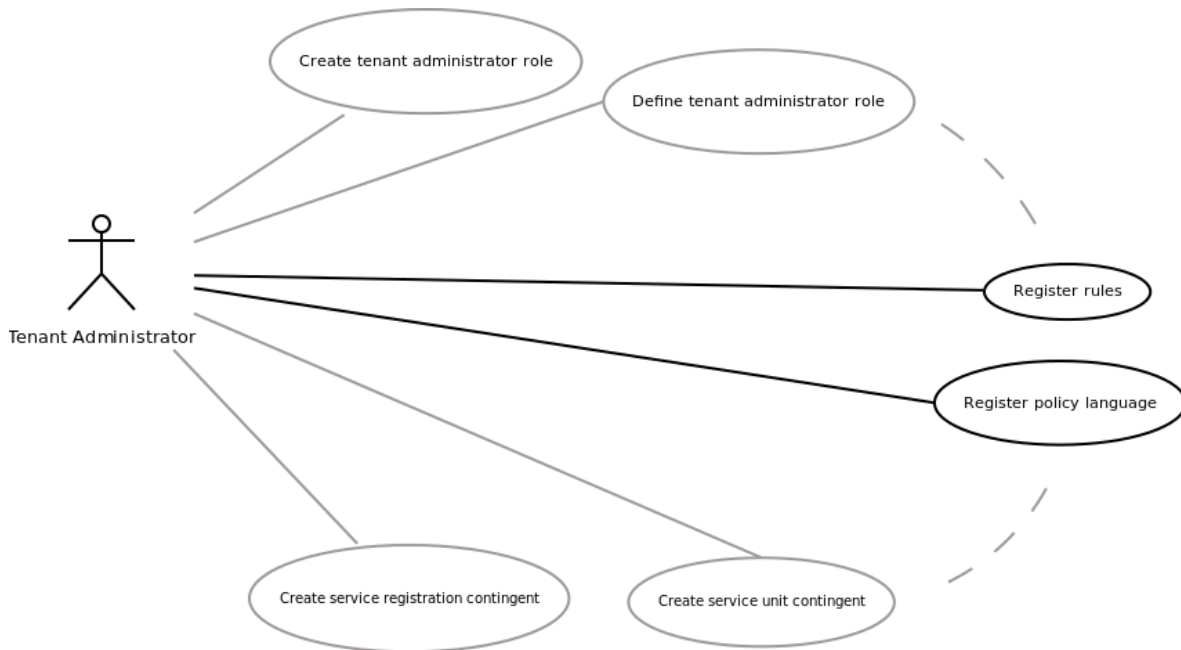 Create tenant administrator role
Define tenant administrator role
Register rules
Tenant Administrator
Register policy language
Create service registration contingent
Create service unit contingent